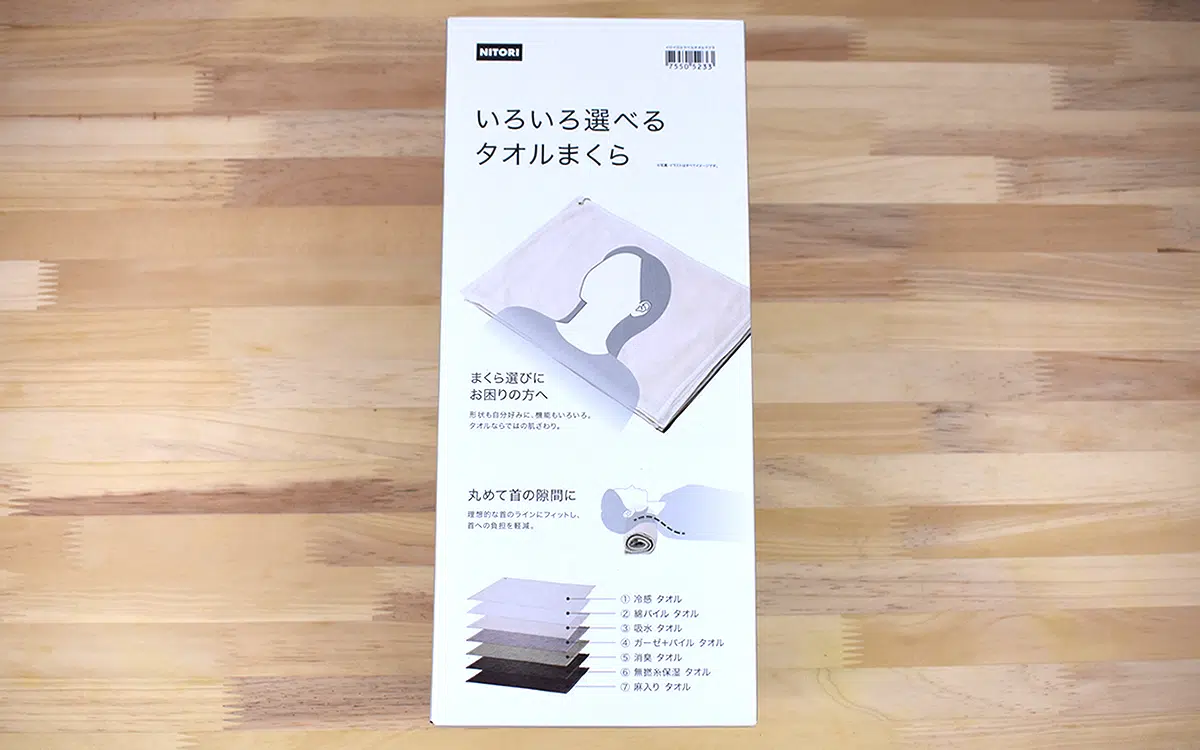 NITORI
7550 5233
いろいろ選べる
タオルまくら
まくら選びに
お困りの方へ
形状も自分好みに、機能もいろいろ。
タオルならではの肌ざわり。
丸めて首の隙間に
理想的な首のラインにフィットし、
首への負担を軽減。
① 冷感 タオル
② 綿パイル タオル
③ 吸水 タオル
④ ガーゼ+パイル タオル
⑤ 消臭 タオル
⑥ 無撚糸保湿 タオル
⑦ 麻入り タオル